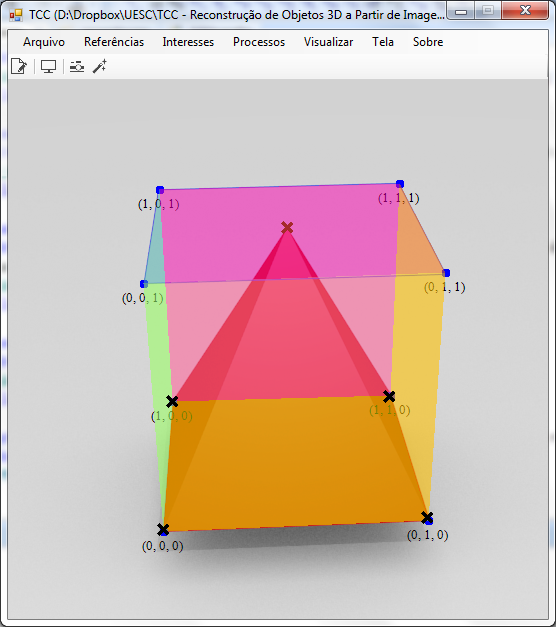 TCC (D:\Dropbox\UESC\TCC - Reconstrução de Objetos 3D a Partir de Image...
Arquivo Referências Interesses Processos Visualizar Tela Sobre
(1, 0, 1) (1, 1, 1)
(0, 0, 1) (0, 1, 1)
(1, 0, 0) (1, 1, 0)
(0, 0, 0) (0, 1, 0)